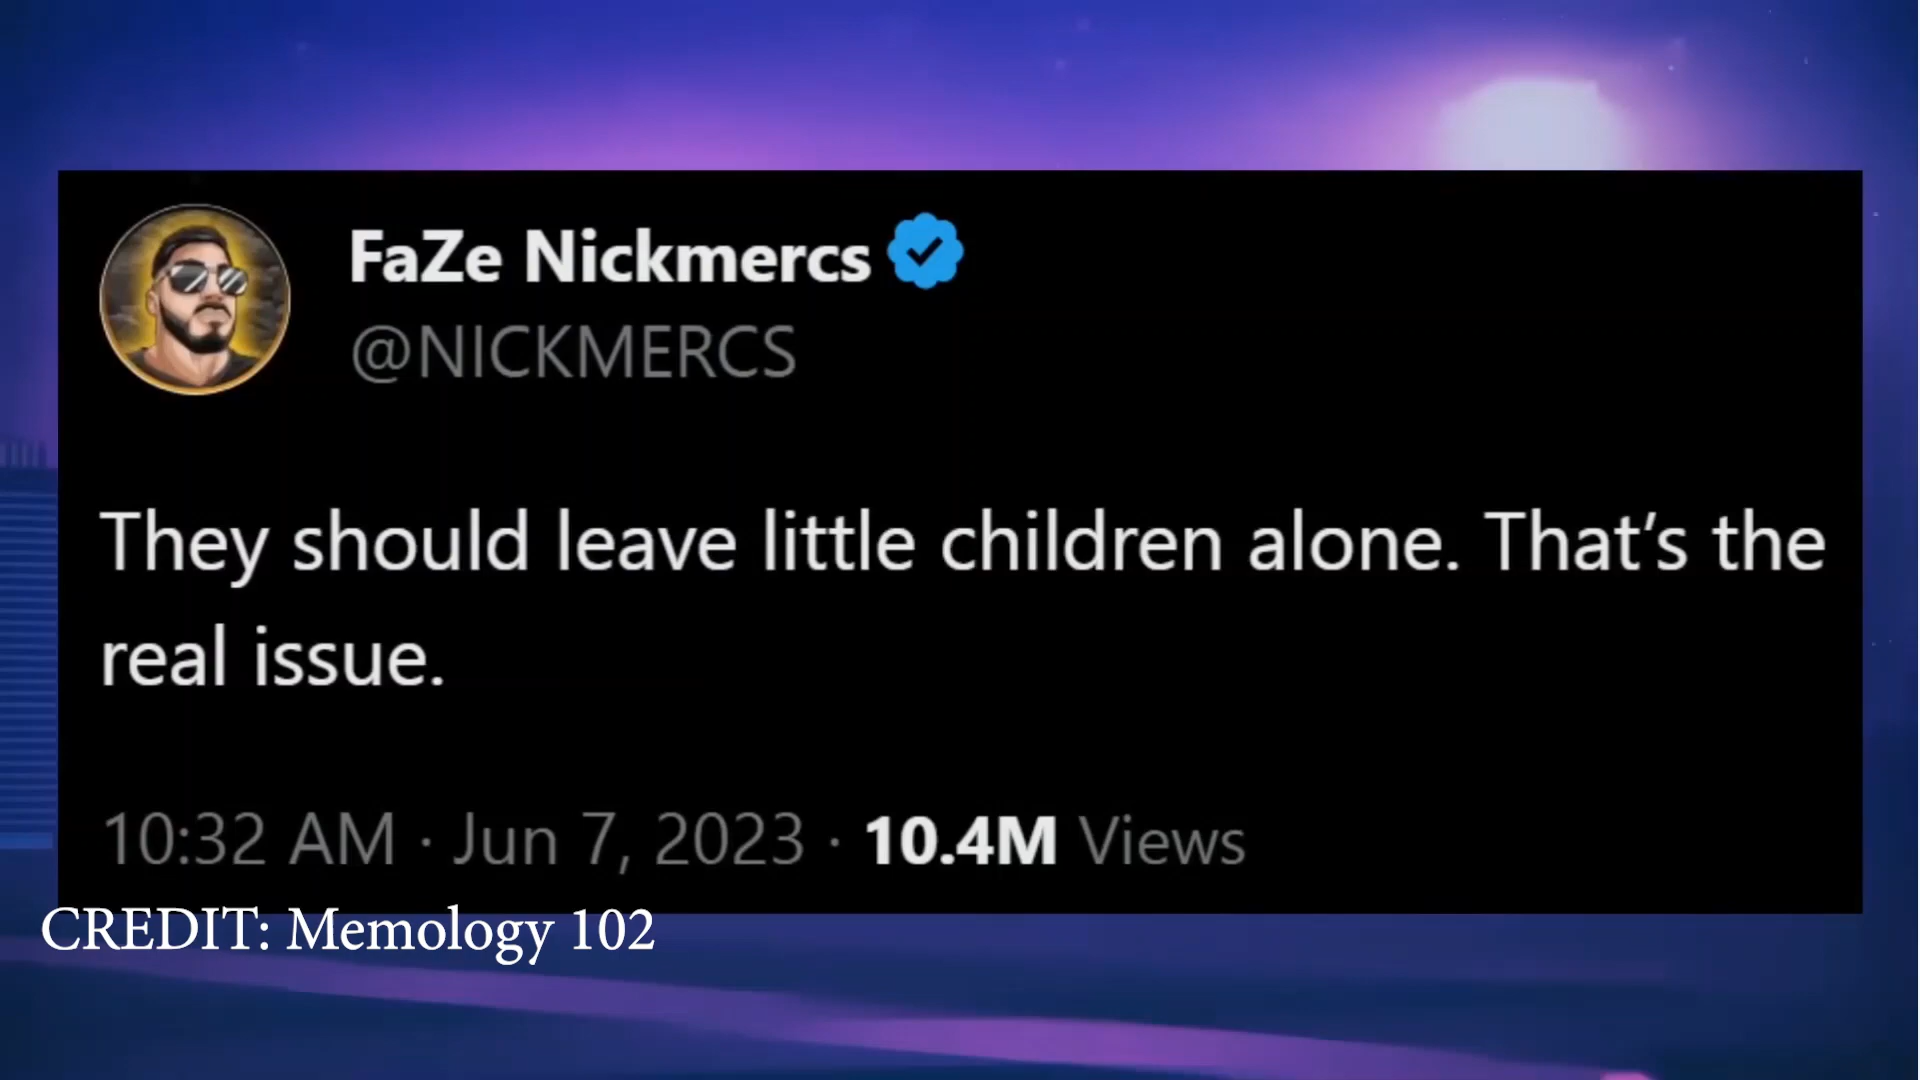 FaZe Nickmercs
@NICKMERCS
They should leave little children alone. That’s the
real issue.
10:32 AM · Jun 7, 2023 · 10.4M Views
CREDIT: Memology 102